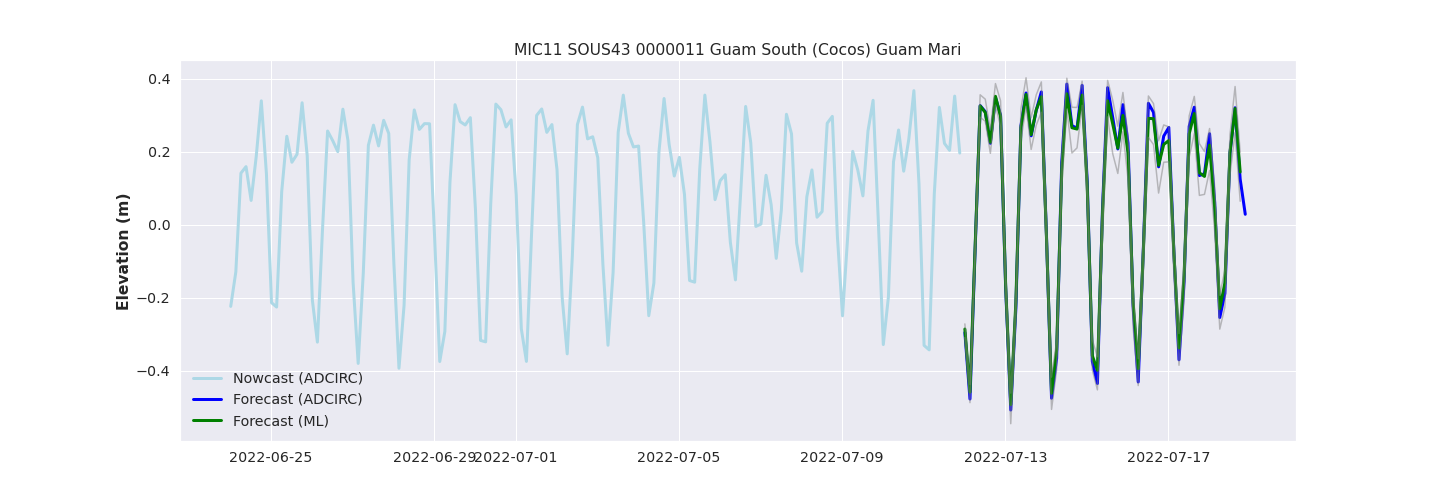 MIC11 SOUS43 0000011 Guam South (Cocos) Guam Mari
Elevation (m)
0.4
0.2
0.0
−0.2
−0.4
Nowcast (ADCIRC)
Forecast (ADCIRC)
Forecast (ML)
2022-06-25 2022-06-29 2022-07-01 2022-07-05 2022-07-09 2022-07-13 2022-07-17